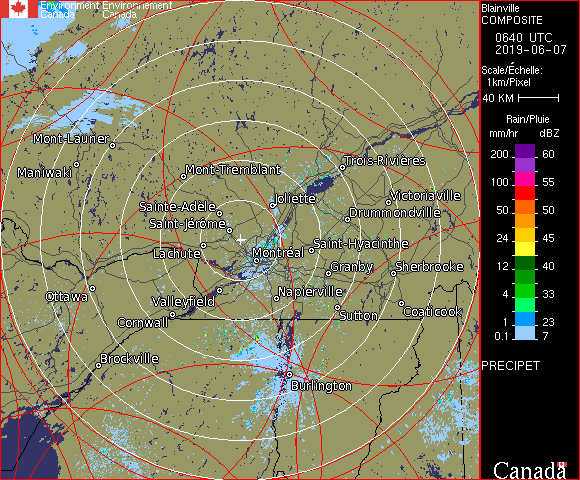 Environment Environnement
Canada Canada
Mont-Laurier
Maniwaki
Mont-Tremblant
Trois-Rivières
Sainte-Adèle
Joliette
Victoriaville
Saint-Jérôme
Drummondville
Lachute
Montréal
Saint-Hyacinthe
Granby
Sherbrooke
Ottawa
Valleyfield
Napierville
Cornwall
Sutton
Coaticook
Brockville
Burlington
Blainville
COMPOSITE
0640 UTC
2019-06-07
Scale/Échelle:
1km/Pixel
40 KM
Rain/Pluie
mm/hr dBZ
200 60
150 57
100 55
50 50
24 45
12 40
4 33
1 23
0.1 7
PRECIPET
Canada